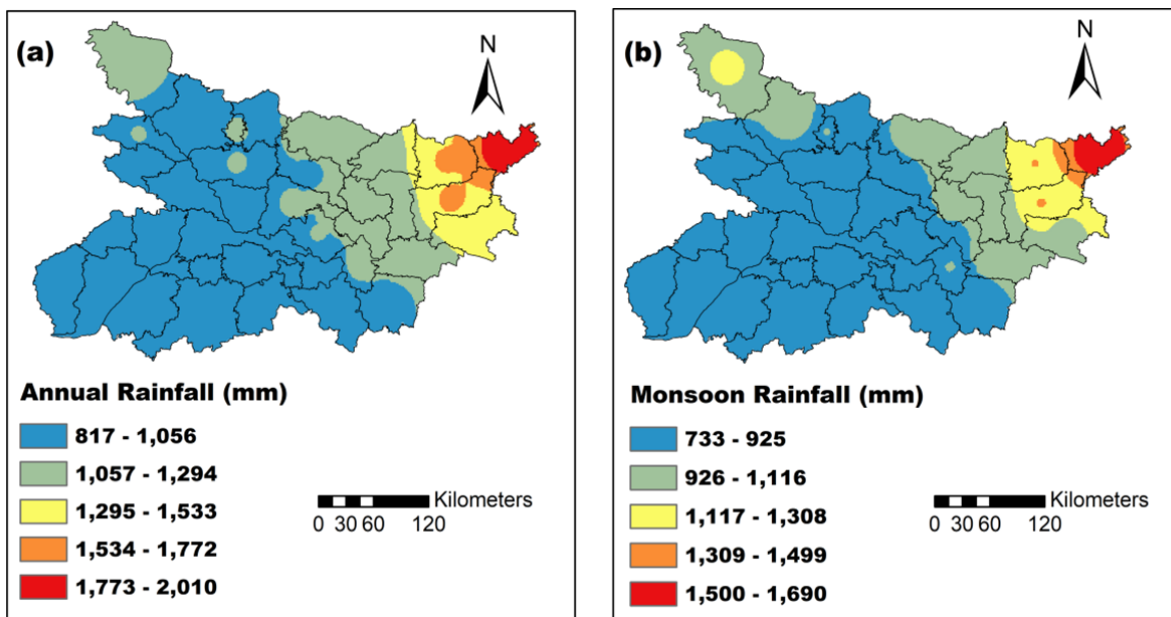 (a)
N
Annual Rainfall (mm)
817 - 1,056
1,057 - 1,294
1,295 - 1,533
1,534 - 1,772
1,773 - 2,010
Kilometers
0 30 60 120
(b)
N
Monsoon Rainfall (mm)
733 - 925
926 - 1,116
1,117 - 1,308
1,309 - 1,499
1,500 - 1,690
Kilometers
0 30 60 120